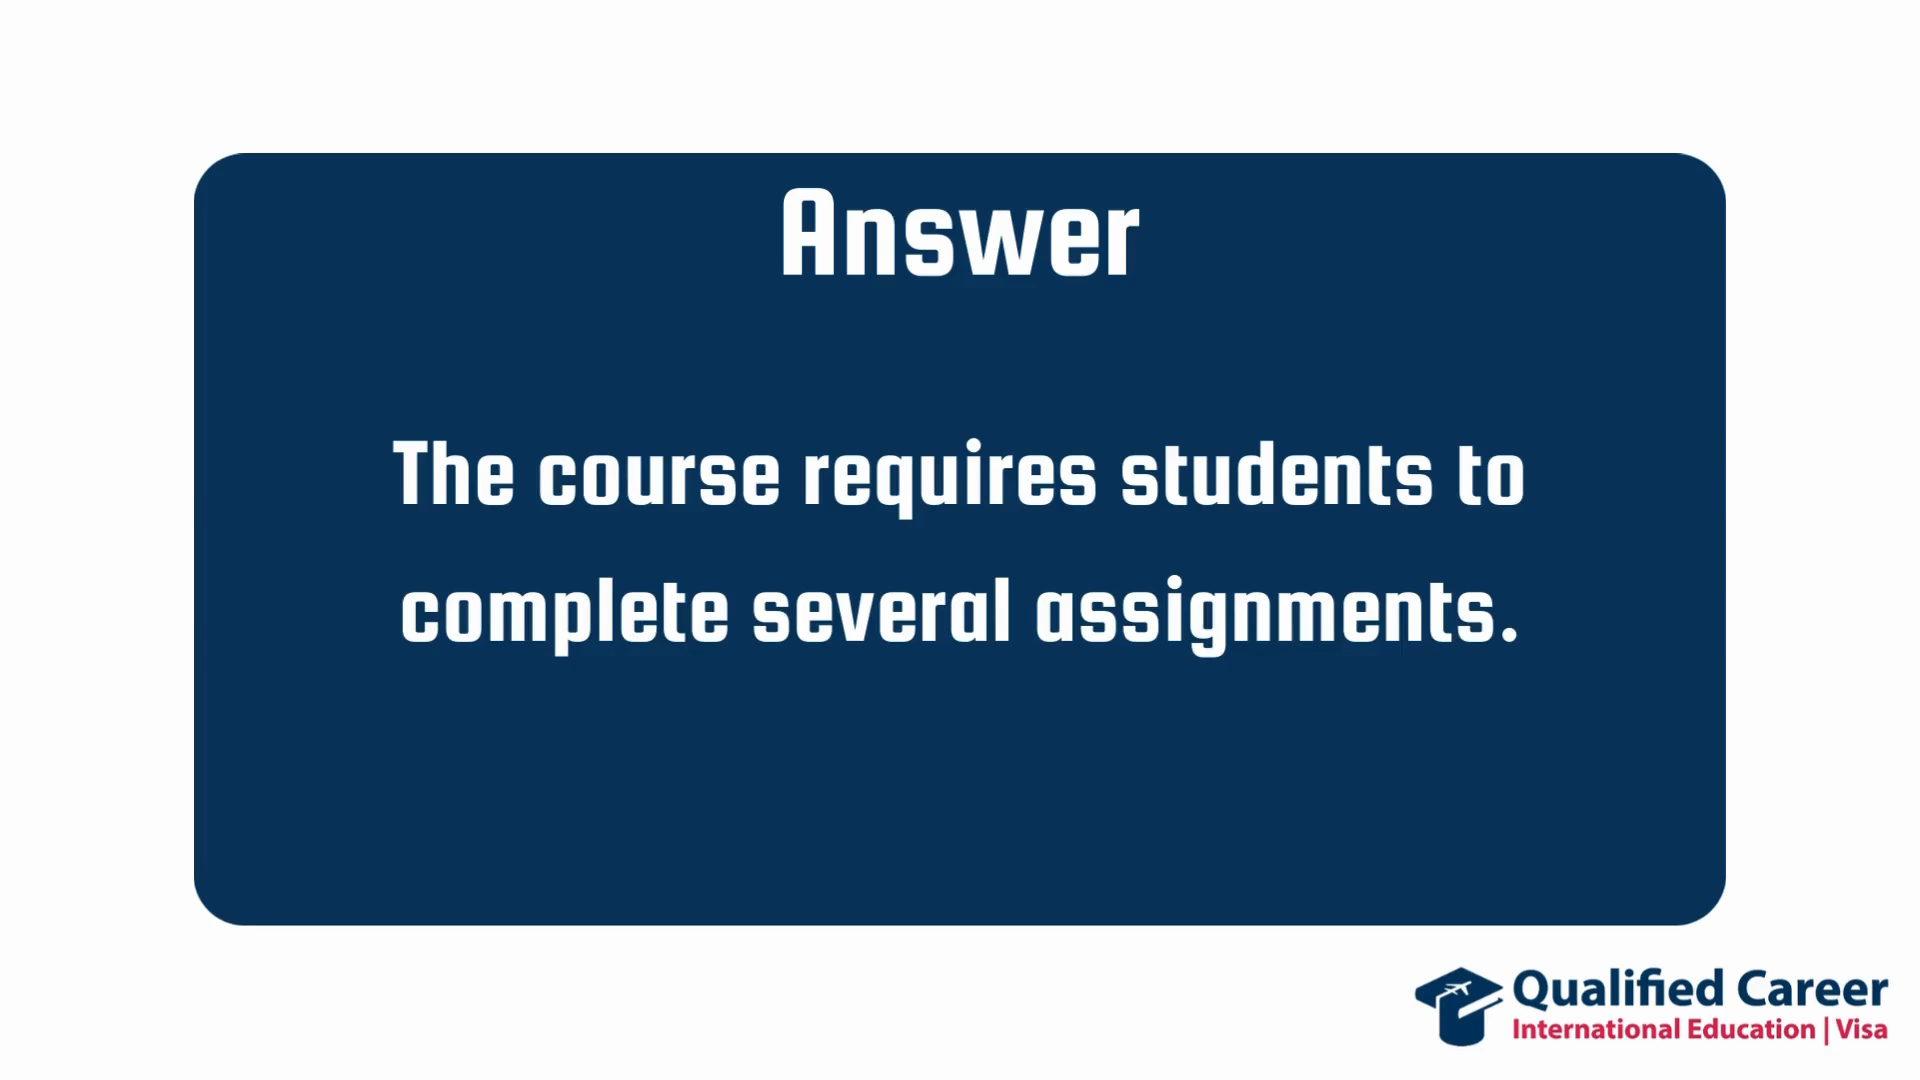 Answer
The course requires students to
complete several assignments.
Qualified Career
International Education | Visa